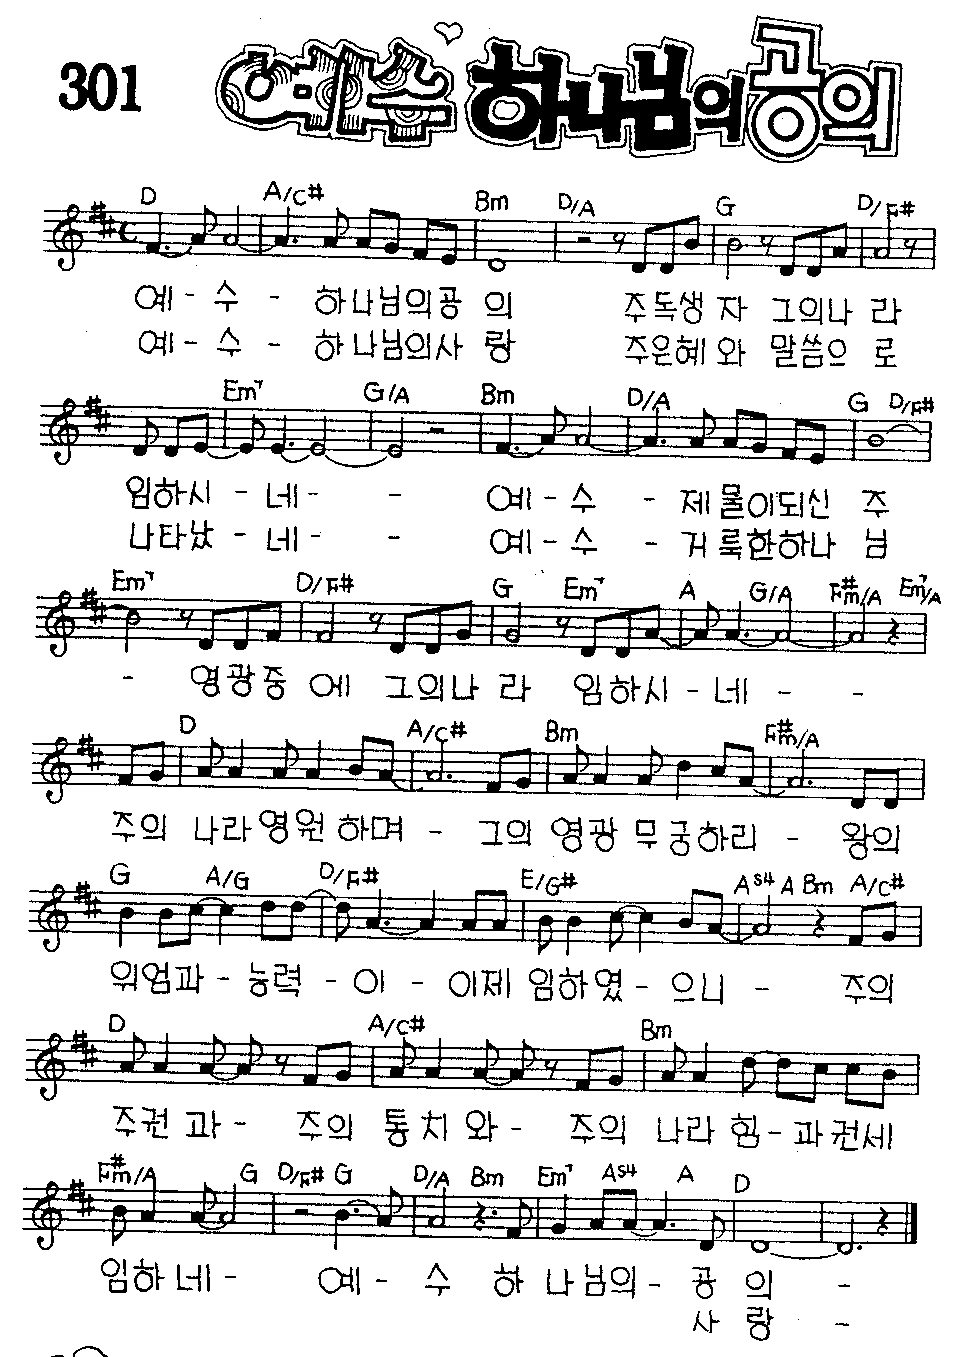 301 예수 하나님의 공의
D A/C# Bm D/A G D/F#
예 - 수 - 하나님의공 의 주독생 자 그의나 라
예 - 수 - 하나님의사 랑 주은혜 와 말씀으 로
Em7 G/A Bm D/A G D/F#
임하시 - 네 - - 예 - 수 - 제물이되신 주
나타났 - 네 - - 예 - 수 - 거룩한하나 님
Em7 D/F# G Em7 A G/A F#m/A Em7/A
- 영광중 에 그의나 라 임하시 - 네 - -
D A/C# Bm F#m/A
주의 나라 영원 하며 - 그의 영광 무궁하리 - 왕의
G A/G D/F# E/G# As4 A Bm A/C#
위엄과 - 능력 - 이 - 이제 임하였 - 으니 - 주의
D A/C# Bm
주권 과 - 주의 통치 와 - 주의 나라 힘 - 과권세
F#m/A G D/F# G D/A Bm Em7 As4 A D
임하 네 - 예 - 수 하 나님의 - 공 의 -
사 랑 -